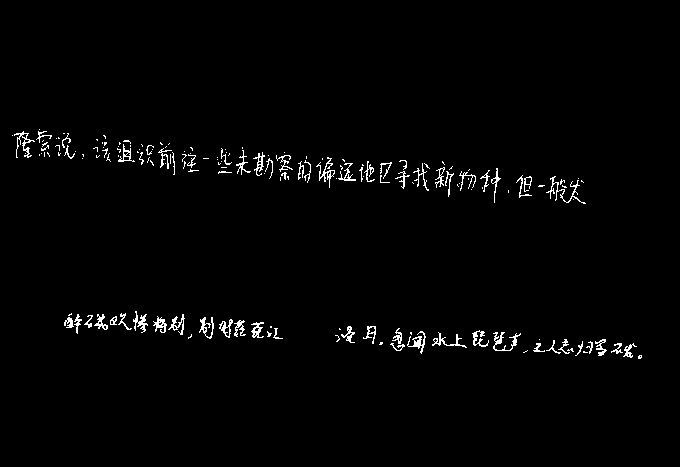 隆索说，该组织前往一些未勘察的偏远地区寻找新物种，但一般发
醉不成欢惨将别，别时茫茫江浸月。忽闻水上琵琶声，主人忘归客不发。